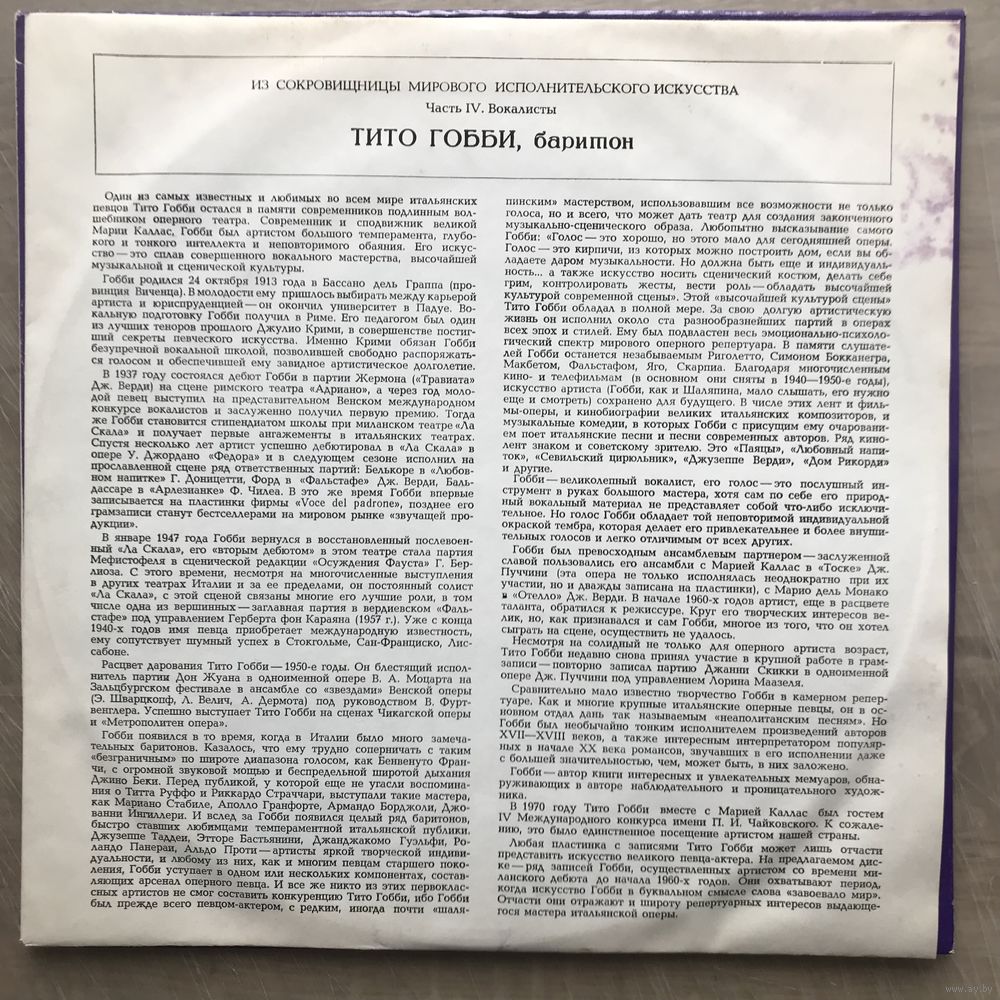 ИЗ СОКРОВИЩНИЦЫ МИРОВОГО ИСПОЛНИТЕЛЬСКОГО ИСКУССТВА
Часть IV. Вокалисты
ТИТО ГОББИ, баритон
Один из самых известных и любимых во всем мире итальянских
певцов Тито Гобби остался в памяти современников подлинным вол-
шебником оперного театра. Современник и сподвижник великой
Марии Каллас, Гобби был артистом большого темперамента, глубо-
кого и тонкого интеллекта и неповторимого обаяния. Его искус-
ство — это сплав совершенного вокального мастерства, высочайшей
музыкальной и сценической культуры.
Гобби родился 24 октября 1913 года в Бассано дель Граппа (про-
винция Виченца). В молодости ему пришлось выбирать между карьерой
артиста и юриспруденцией — он окончил университет в Падуе. Во-
кальную подготовку Гобби получил в Риме. Его педагогом был один
из лучших теноров прошлого Джулио Крими, в совершенстве постиг-
ший секреты певческого искусства. Именно Крими обязан Гобби
безупречной вокальной школой, позволившей свободно распоряжать-
ся голосом и обеспечившей ему завидное артистическое долголетие.
В 1937 году состоялся дебют Гобби в партии Жермона («Травиата»
Дж. Верди) на сцене римского театра «Адриано», а через год моло-
дой певец выступил на представительном Венском международном
конкурсе вокалистов и заслуженно получил первую премию. Тогда
же Гобби становится стипендиатом школы при миланском театре «Ла
Скала» и получает первые ангажементы в итальянских театрах.
Спустя несколько лет артист успешно дебютировал в «Ла Скала» в
опере У. Джордано «Федора» и в следующем сезоне исполнил на
прославленной сцене ряд ответственных партий: Белькоре в «Любов-
ном напитке» Г. Доницетти, Форд в «Фальстафе» Дж. Верди, Баль-
дассаре в «Арлезианке» Ф. Чилеа. В это же время Гобби впервые
записывается на пластинки фирмы «Voce del padrone», позднее его
грамзаписи станут бестселлерами на мировом рынке «звучащей про-
дукции».
В январе 1947 года Гобби вернулся в восстановленный послевоен-
ный «Ла Скала», его «вторым дебютом» в этом театре стала партия
Мефистофеля в сценической редакции «Осуждения Фауста» Г. Бер-
лиоза. С этого времени, несмотря на многочисленные выступления
в других театрах Италии и за ее пределами, он постоянный солист
«Ла Скала», с этой сценой связаны многие его лучшие роли, в том
числе одна из вершинных — заглавная партия в вердиевском «Фаль-
стафе» под управлением Герберта фон Караяна (1957 г.). Уже с конца
1940-х годов имя певца приобретает международную известность,
ему сопутствует шумный успех в Стокгольме, Сан-Франциско, Лис-
сабоне.
Расцвет дарования Тито Гобби — 1950-е годы. Он блестящий испол-
нитель партии Дон Жуана в одноименной опере В. А. Моцарта на
Зальцбургском фестивале в ансамбле со «звездами» Венской оперы
(Э. Шварцкопф, Л. Велич, А. Дермота) под руководством В. Фурт-
венглера. Успешно выступает Тито Гобби на сценах Чикагской оперы
и «Метрополитен опера».
Гобби появился в то время, когда в Италии было много замеча-
тельных баритонов. Казалось, что ему трудно соперничать с таким
«безграничным» по широте диапазона голосом, как Бенвенуто Фран-
чи, с огромной звуковой мощью и беспредельной широтой дыхания
Джино Беки. Перед публикой, у которой еще не угасли воспомина-
ния о Титта Руффо и Риккардо Страччари, выступали такие мастера,
как Мариано Стабиле, Аполло Гранфорте, Армандо Борджоли, Джо-
ванни Ингиллери. И вслед за Гобби появился целый ряд баритонов,
быстро ставших любимцами темпераментной итальянской публики.
Джузеппе Таддеи, Этторе Бастьянини, Джанджакомо Гуэльфи, Ро-
ландо Панераи, Альдо Проти — артисты яркой творческой индиви-
дуальности, и любому из них, как и многим певцам старшего поко-
ления, Гобби уступает в одном или нескольких компонентах, состав-
ляющих арсенал оперного певца. И все же никто из этих первоклас-
сных артистов не смог составить конкуренцию Тито Гобби, ибо Гобби
был прежде всего певцом-актером, с редким, иногда почти «шаля-
пинским» мастерством, использовавшим все возможности не только
голоса, но и всего, что может дать театр для создания законченного
музыкально-сценического образа. Любопытно высказывание самого
Гобби: «Голос — это хорошо, но этого мало для сегодняшней оперы.
Голос — это кирпичи, из которых можно построить дом, если вы об-
ладаете даром музыкальности. Но должна быть еще и индивидуаль-
ность... а также искусство носить сценический костюм, делать себе
грим, контролировать жесты, вести роль — обладать высочайшей
культурой современной сцены». Этой «высочайшей культурой сцены»
Тито Гобби обладал в полной мере. За свою долгую артистическую
жизнь он исполнил около ста разнообразнейших партий в операх
всех эпох и стилей. Ему был подвластен весь эмоционально-психоло-
гический спектр мирового оперного репертуара. В памяти слушате-
лей Гобби останется незабываемым Риголетто, Симоном Бокканегра,
Макбетом, Фальстафом, Яго, Скарпиа. Благодаря многочисленным
кино- и телефильмам (в основном они сняты в 1940—1950-е годы),
искусство артиста (Гобби, как и Шаляпина, мало слышать, его нужно
еще и смотреть) сохранено для будущего. В числе этих лент и филь-
мы-оперы, и кинобиографии великих итальянских композиторов, и
музыкальные комедии, в которых Гобби с присущим ему очаровани-
ем поет итальянские песни и песни современных авторов. Ряд кино-
лент знаком и советскому зрителю. Это «Паяцы», «Любовный напи-
ток», «Севильский цирюльник», «Джузеппе Верди», «Дом Рикорди»
и другие.
Гобби — великолепный вокалист, его голос — это послушный ин-
струмент в руках большого мастера, хотя сам по себе его природ-
ный вокальный материал не представляет собой что-либо исключи-
тельное. Но голос Гобби обладает той неповторимой индивидуальной
окраской тембра, которая делает его привлекательнее и более внуши-
тельных голосов и легко отличимым от всех других.
Гобби был превосходным ансамблевым партнером — заслуженной
славой пользовались его ансамбли с Марией Каллас в «Тоске» Дж.
Пуччини (эта опера не только исполнялась неоднократно при их
участии, но и дважды записана на пластинки), с Марио дель Монако
в «Отелло» Дж. Верди. В начале 1960-х годов артист, еще в расцвете
таланта, обратился к режиссуре. Круг его творческих интересов ве-
лик, но, как признавался и сам Гобби, многое из того, что он хотел
сыграть на сцене, осуществить не удалось.
Несмотря на солидный не только для оперного артиста возраст,
Тито Гобби недавно снова принял участие в крупной работе в грам-
записи — повторно записал партию Джанни Скикки в одноименной
опере Дж. Пуччини под управлением Лорина Маазеля.
Сравнительно мало известно творчество Гобби в камерном репер-
туаре. Как и многие крупные итальянские оперные певцы, он в ос-
новном отдал дань так называемым «неаполитанским песням». Но
Гобби был необычайно тонким исполнителем произведений авторов
XVII—XVIII веков, а также интересным интерпретатором популяр-
ных в начале XX века романсов, звучавших в его исполнении даже
с большей значительностью, чем, может быть, в них заложено.
Гобби — автор книги интересных и увлекательных мемуаров, обна-
руживающих в авторе наблюдательного и проницательного худож-
ника.
В 1970 году Тито Гобби вместе с Марией Каллас был гостем
IV Международного конкурса имени П. И. Чайковского. К сожале-
нию, это было единственное посещение артистом нашей страны.
Любая пластинка с записями Тито Гобби может лишь отчасти
представить искусство великого певца-актера. На предлагаемом дис-
ке — ряд записей Гобби, осуществленных артистом со времени ми-
ланского дебюта до начала 1960-х годов. Они охватывают период,
когда искусство Гобби в буквальном смысле слова «завоевало мир».
Отчасти они отражают и широту репертуарных интересов выдающе-
гося мастера итальянской оперы.
www.ay.by